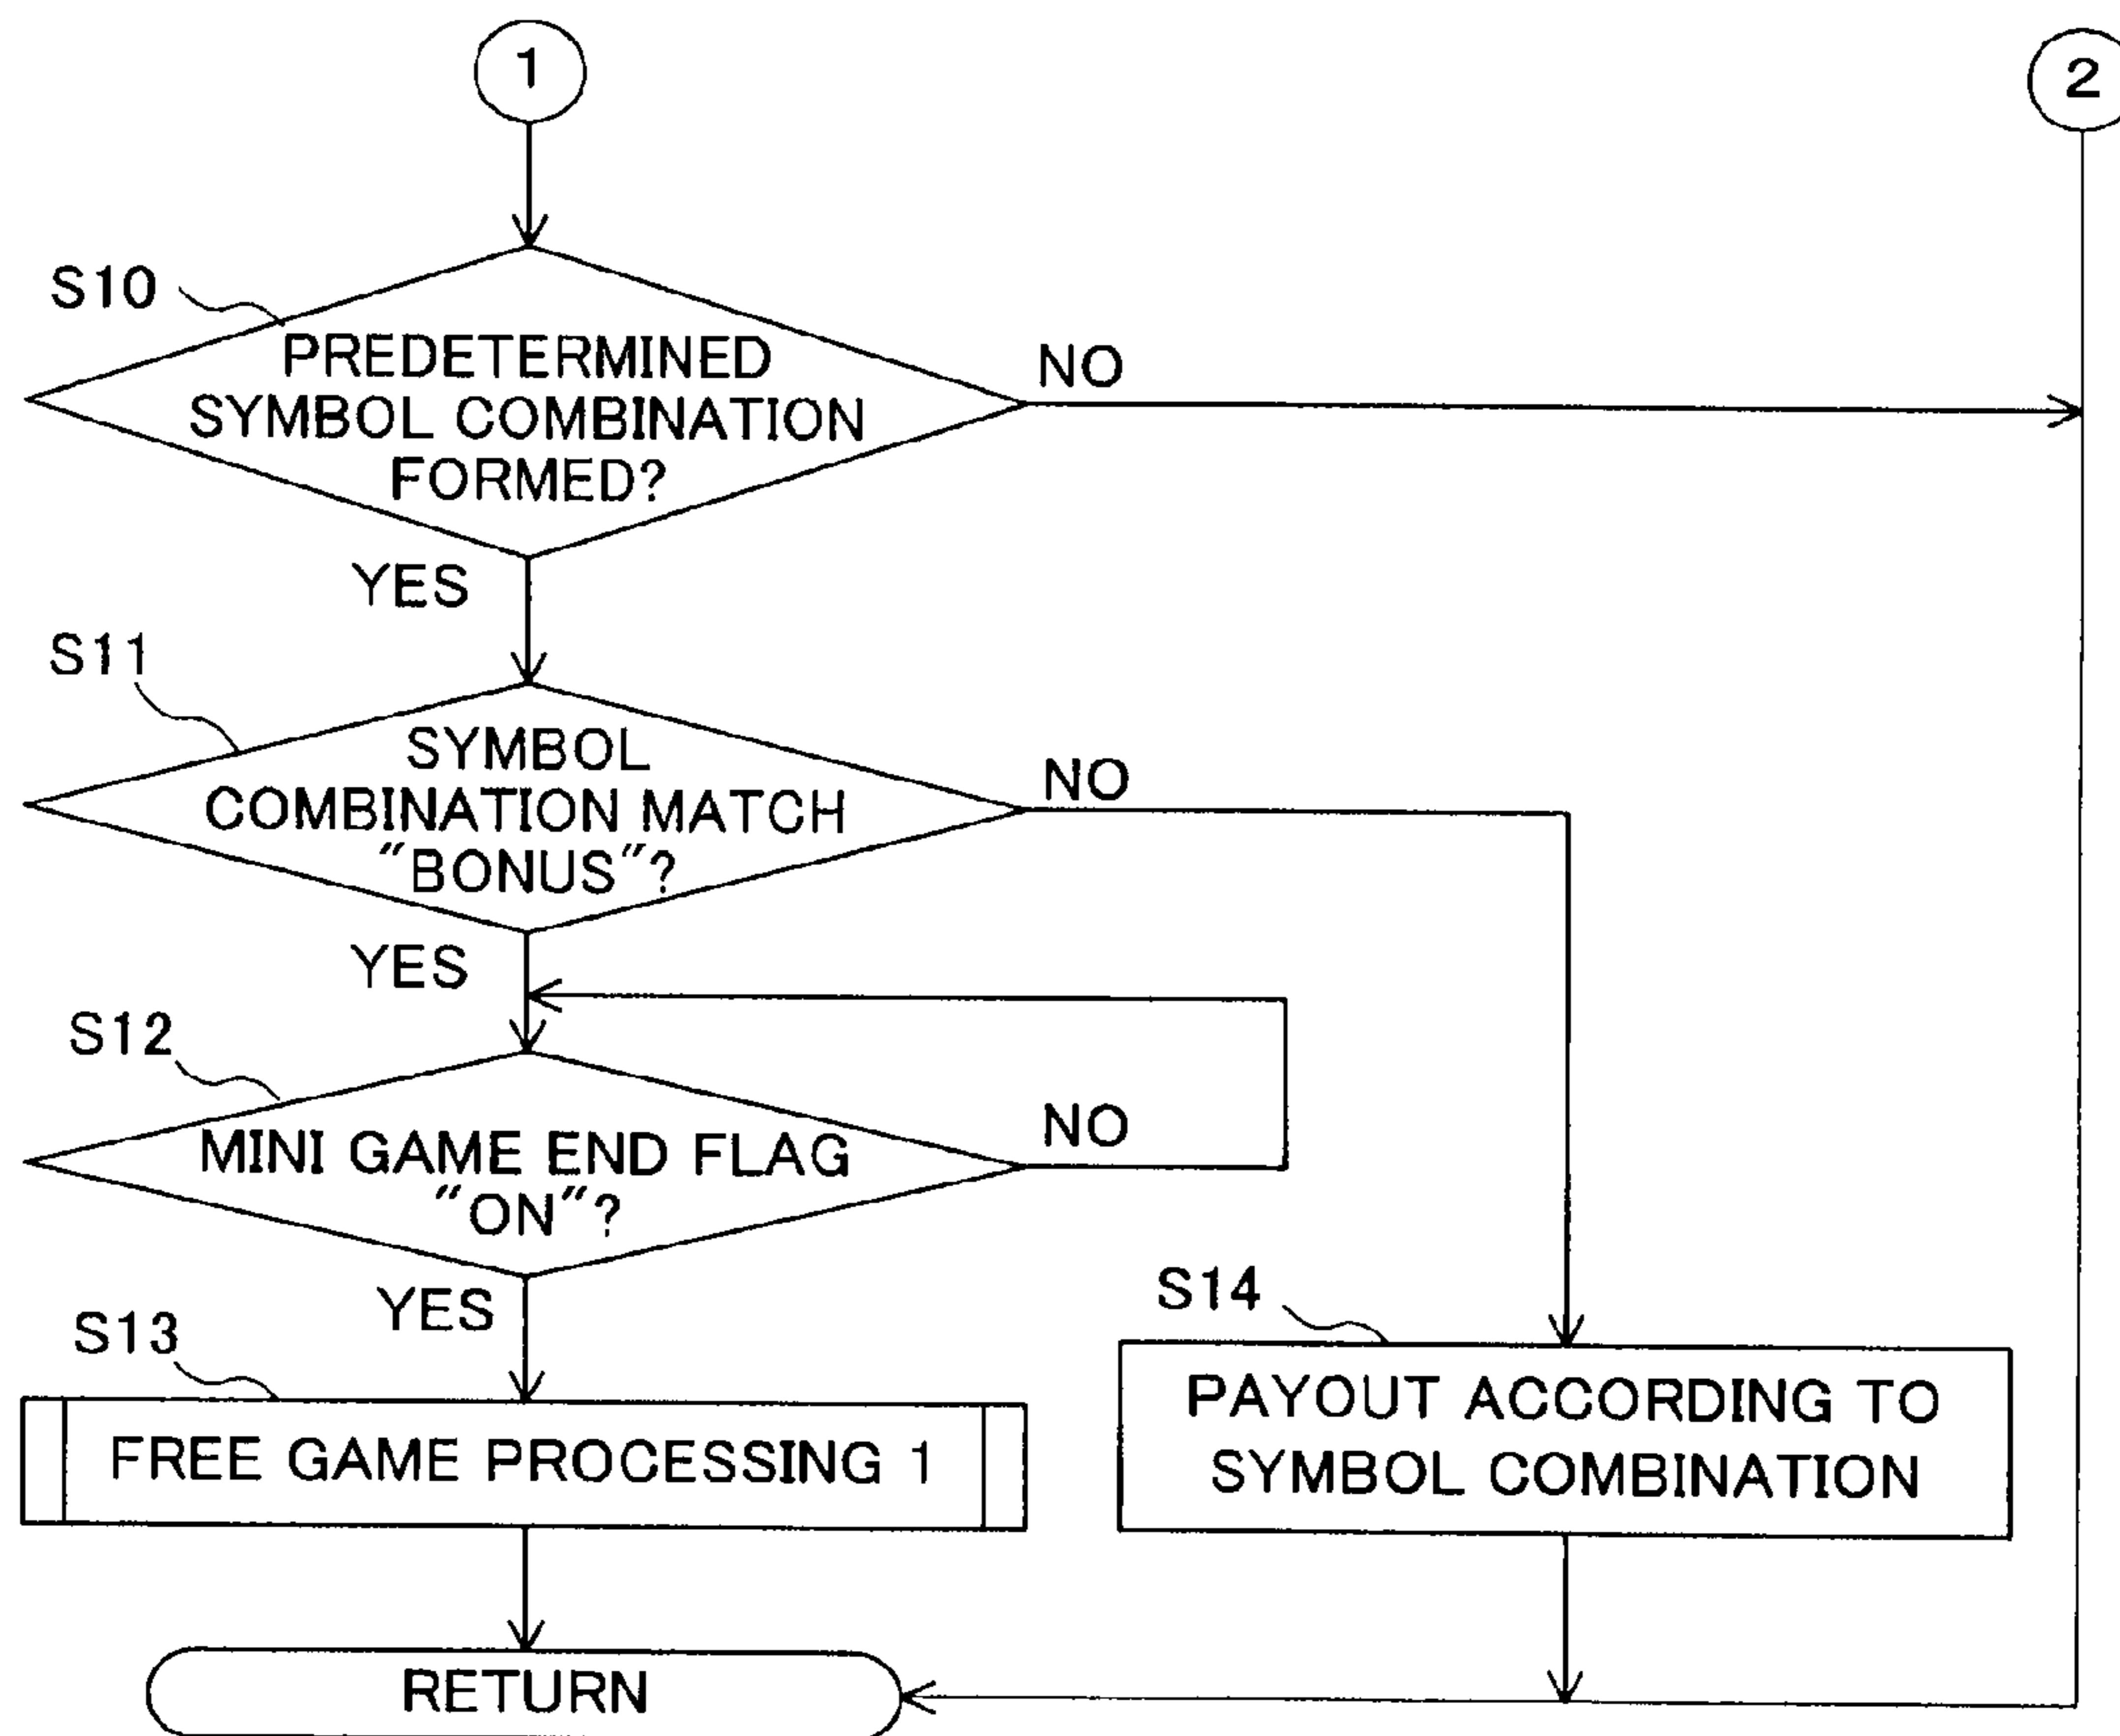 1
2
S10
PREDETERMINED
SYMBOL COMBINATION
FORMED?
NO
YES
S11
SYMBOL
COMBINATION MATCH
"BONUS"?
NO
YES
S12
MINI GAME END FLAG
"ON"?
NO
YES
S13
FREE GAME PROCESSING 1
S14
PAYOUT ACCORDING TO
SYMBOL COMBINATION
RETURN